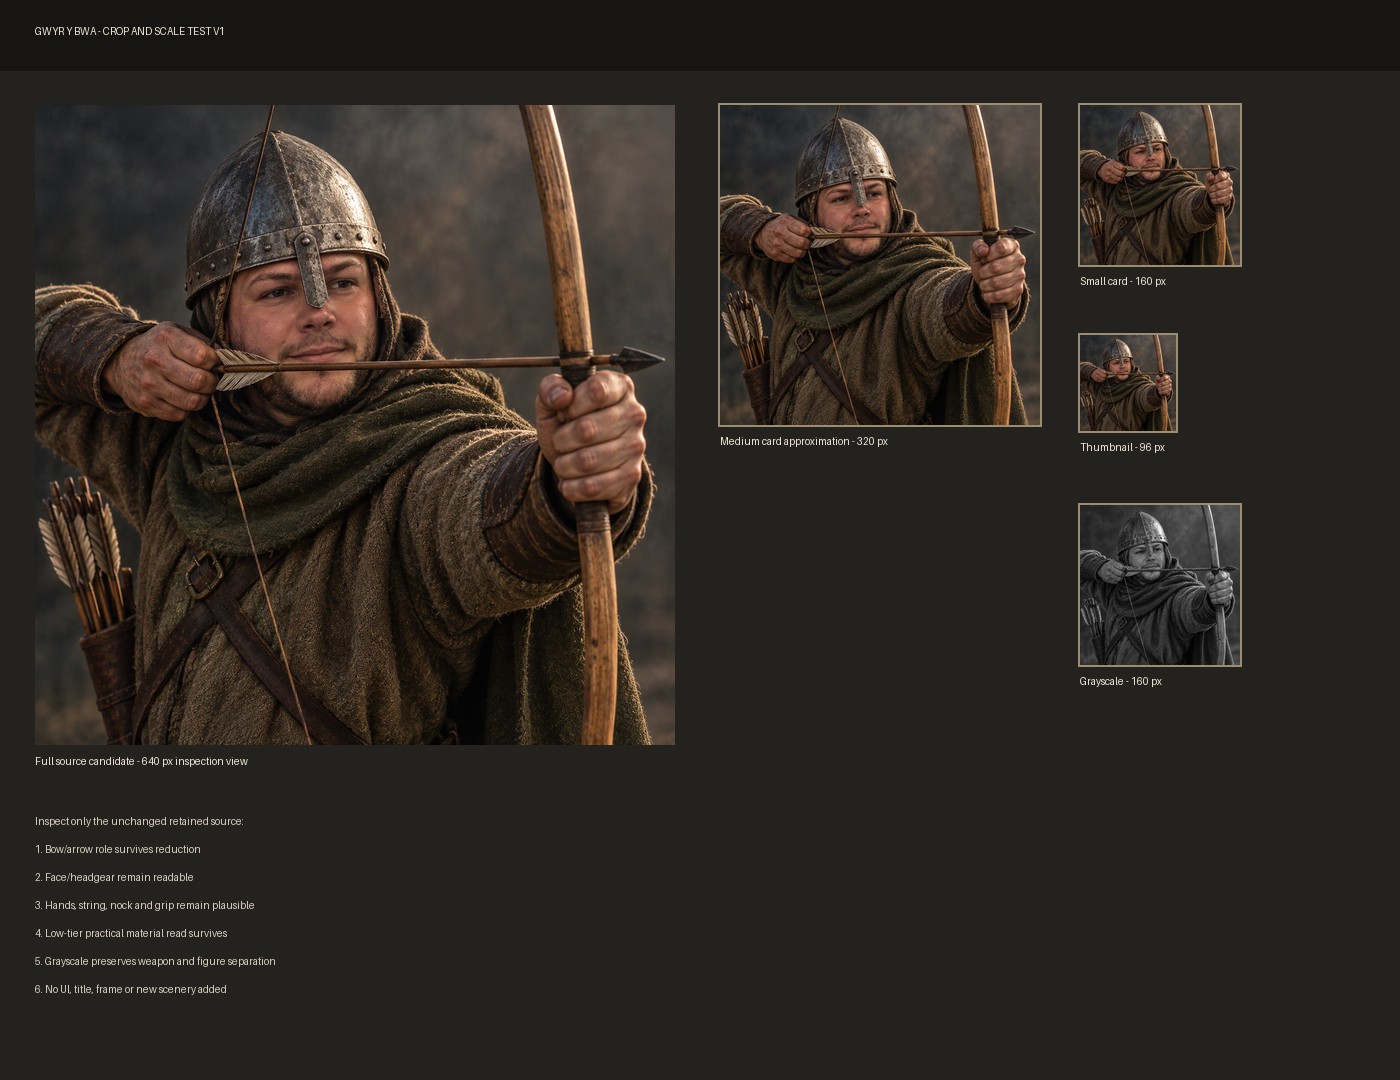 GWYR Y BWA - CROP AND SCALE TEST V1
Small card - 160 px
Thumbnail - 96 px
Medium card approximation - 320 px
Grayscale - 160 px
Full source candidate - 640 px inspection view
Inspect only the unchanged retained source:
1. Bow/arrow role survives reduction
2. Face/headgear remain readable
3. Hands, string, nock and grip remain plausible
4. Low-tier practical material read survives
5. Grayscale preserves weapon and figure separation
6. No UI, title, frame or new scenery added